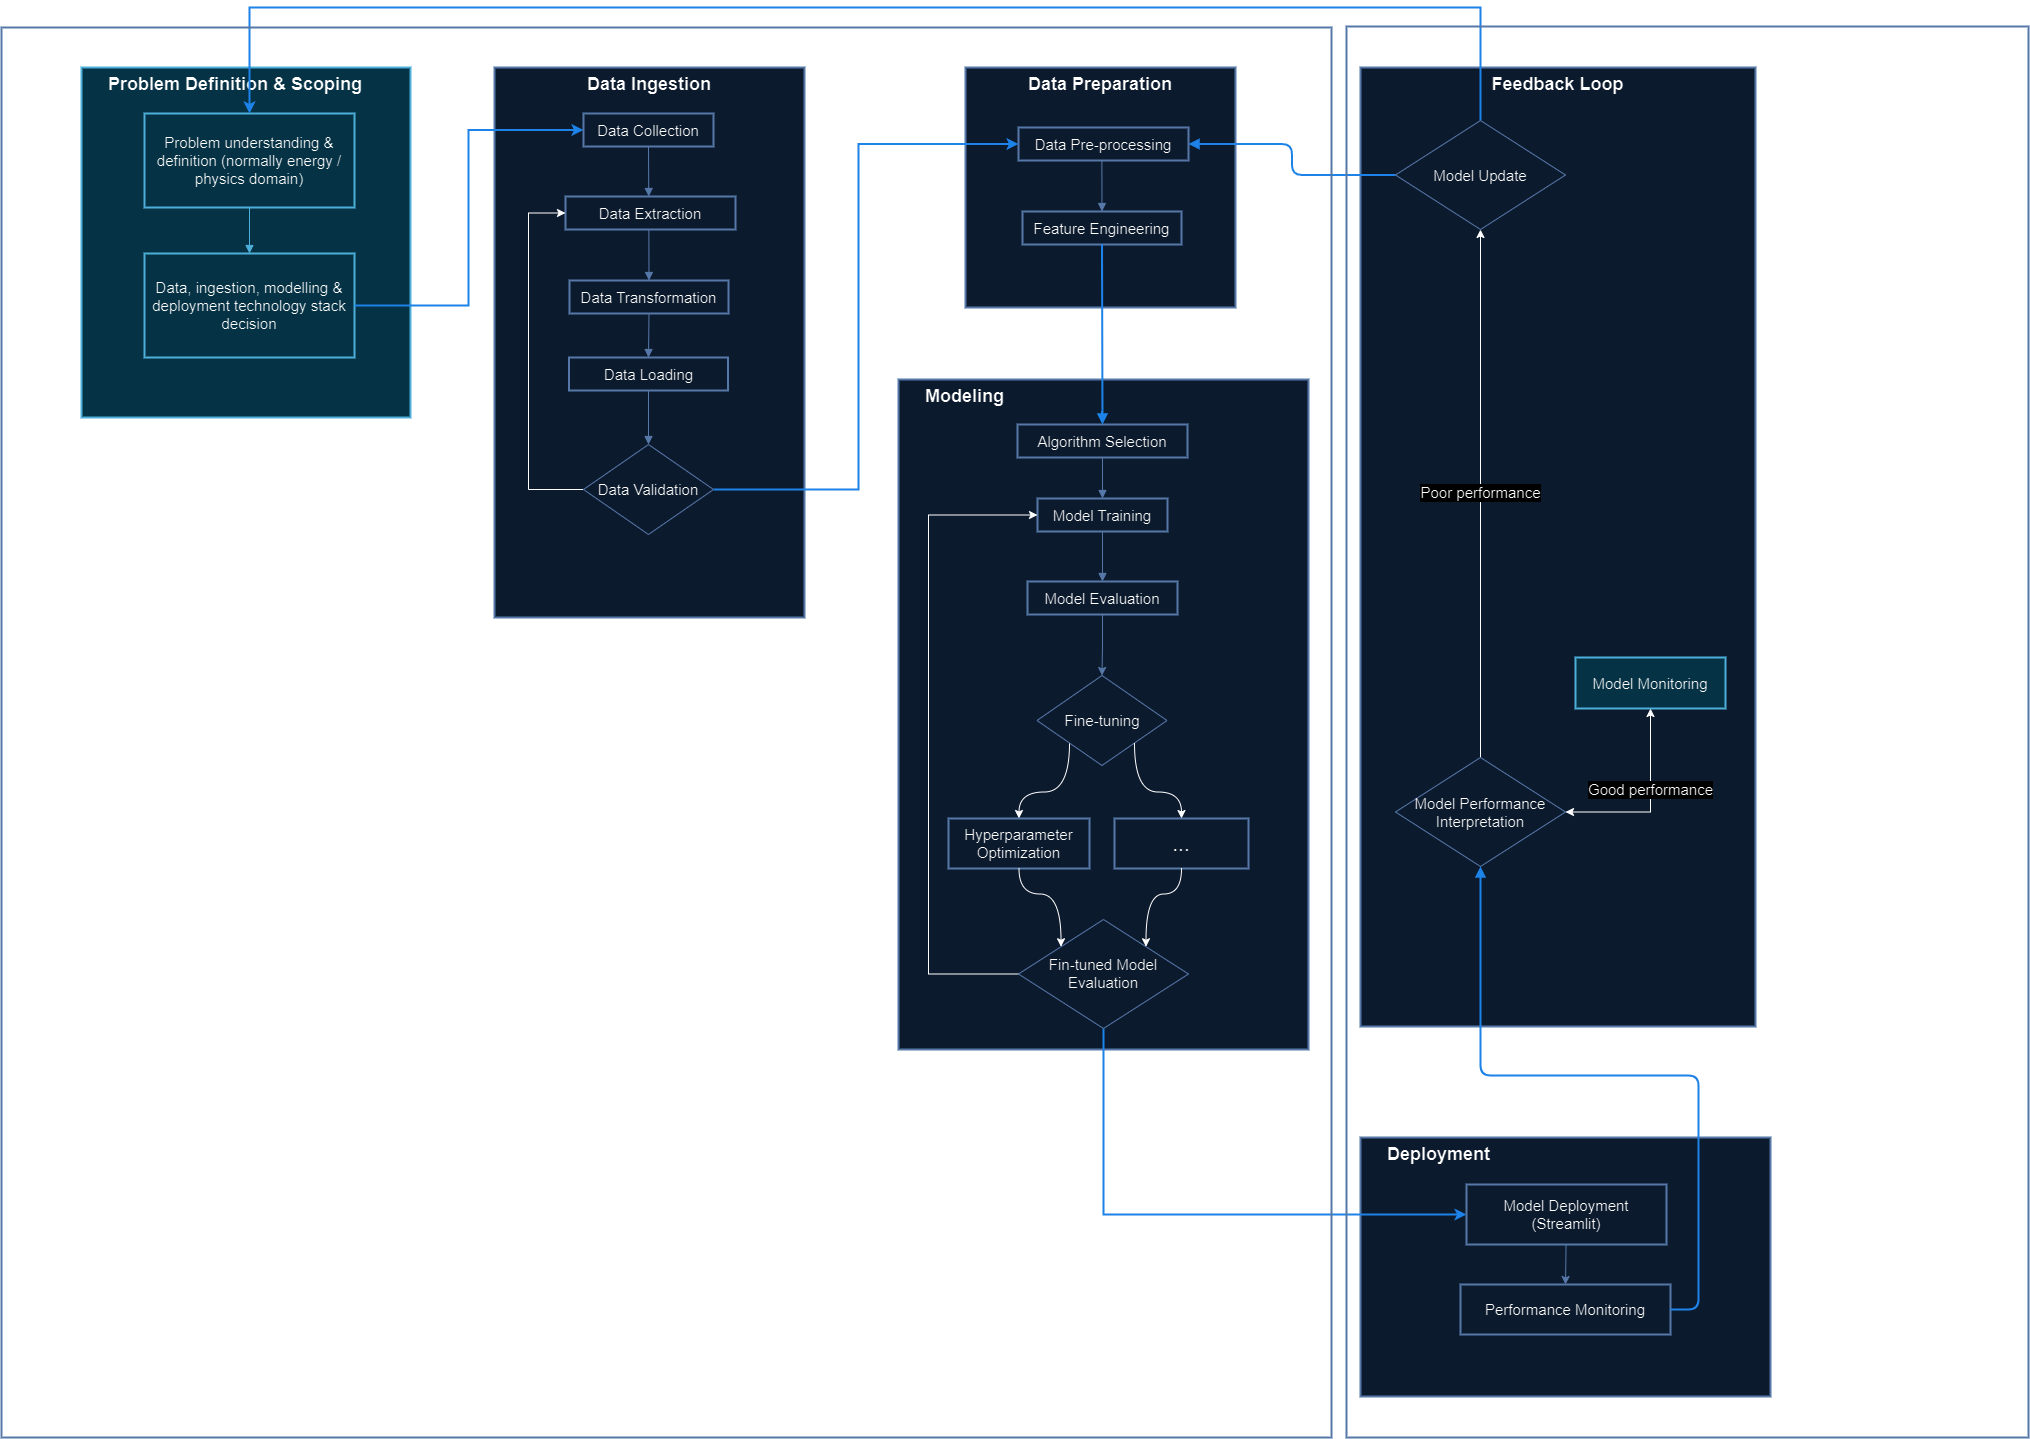 Problem Definition & Scoping
Problem understanding &
definition (normally energy /
physics domain)
Data, ingestion, modelling &
deployment technology stack
decision
Data Ingestion
Data Collection
Data Extraction
Data Transformation
Data Loading
Data Validation
Data Preparation
Data Pre-processing
Feature Engineering
Modeling
Algorithm Selection
Model Training
Model Evaluation
Fine-tuning
Hyperparameter
Optimization
...
Fin-tuned Model
Evaluation
Feedback Loop
Model Update
Poor performance
Model Monitoring
Good performance
Model Performance
Interpretation
Deployment
Model Deployment
(Streamlit)
Performance Monitoring